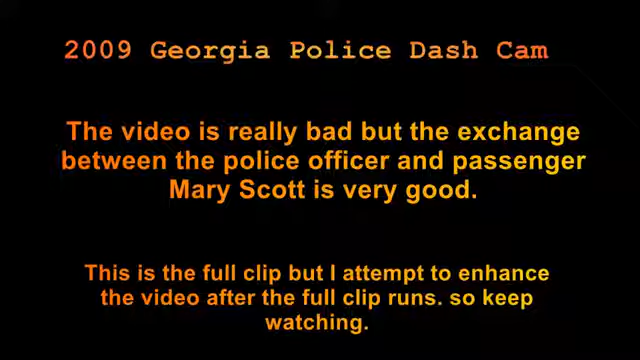 2009 Georgia Police Dash Cam
The video is really bad but the exchange
between the police officer and passenger
Mary Scott is very good.
This is the full clip but I attempt to enhance
the video after the full clip runs. so keep
watching.